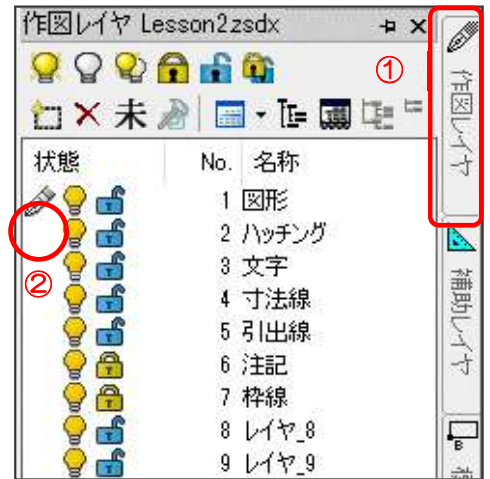 作図レイヤ Lesson2.zsdx
①
未
作図レイヤ
状態 No. 名称
1 図形
2 ハッチング
3 文字
4 寸法線
5 引出線
6 注記
7 枠線
8 レイヤ_8
9 レイヤ_9
②
補助レイヤ
B